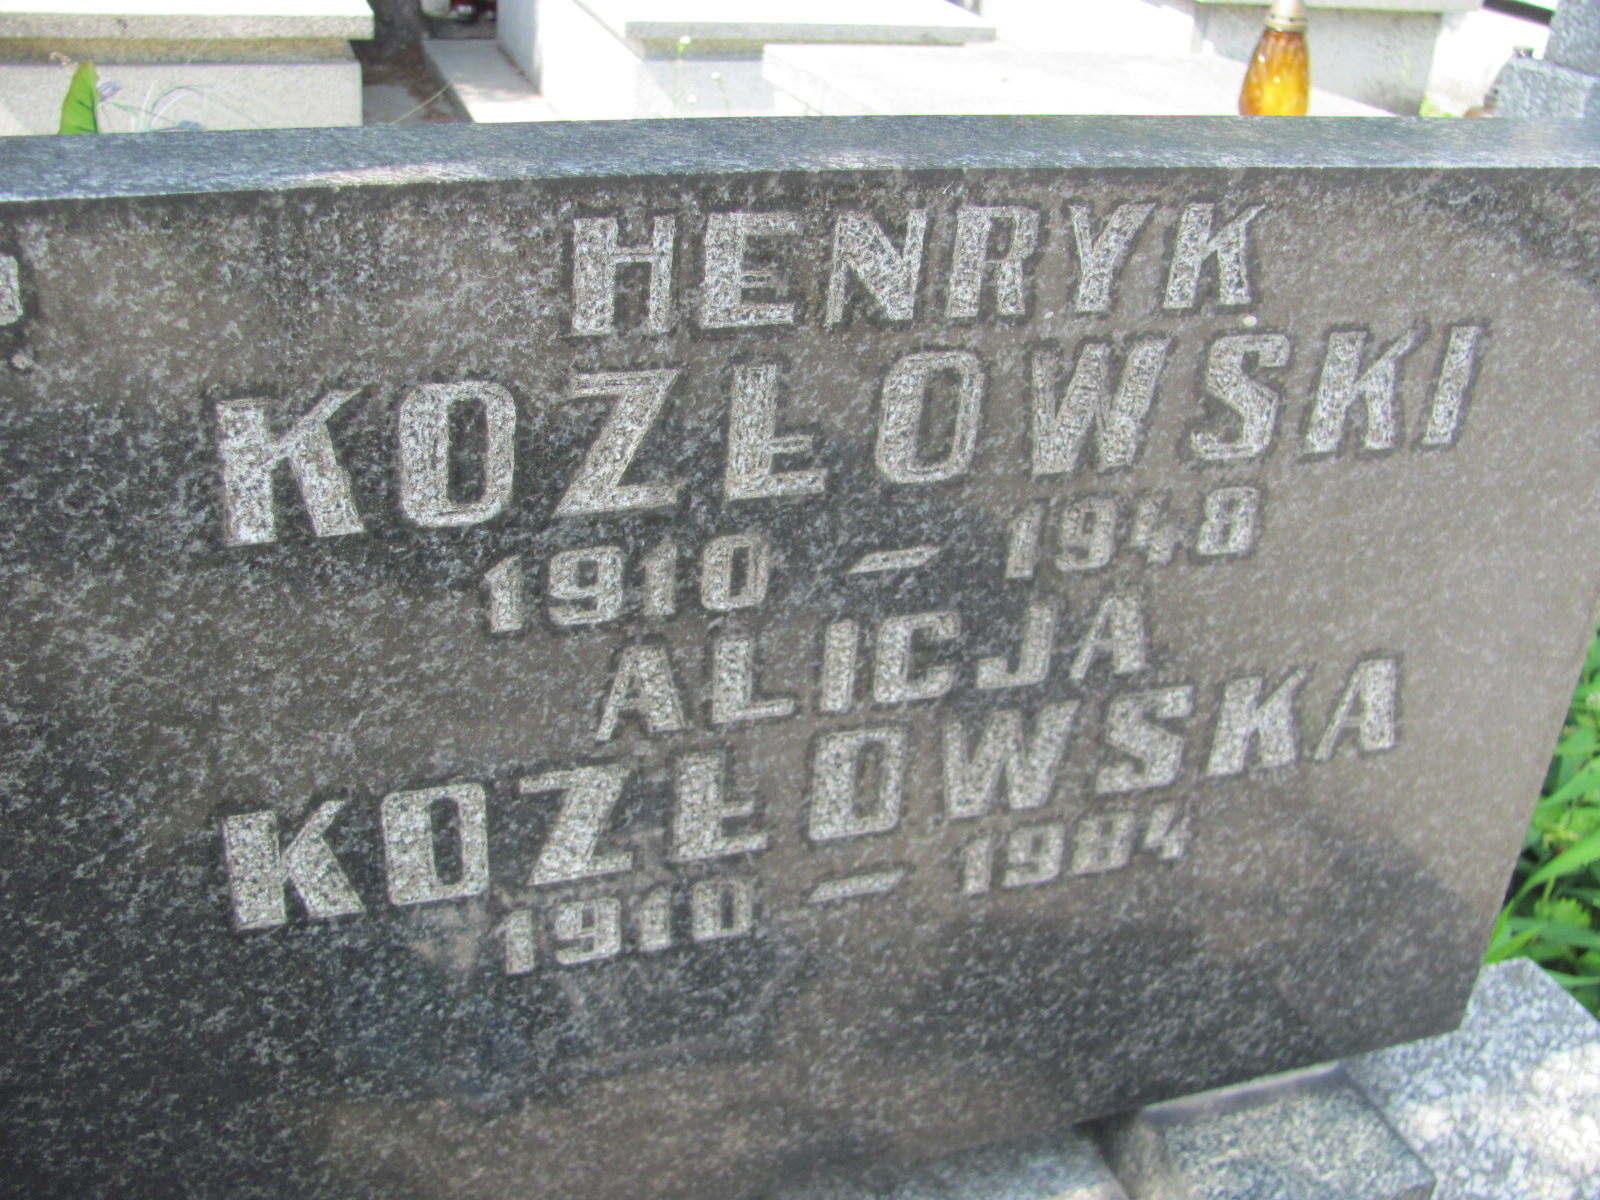 HENRYK
KOZŁOWSKI
1910 - 1948
ALICJA
KOZŁOWSKA
1910 - 1984